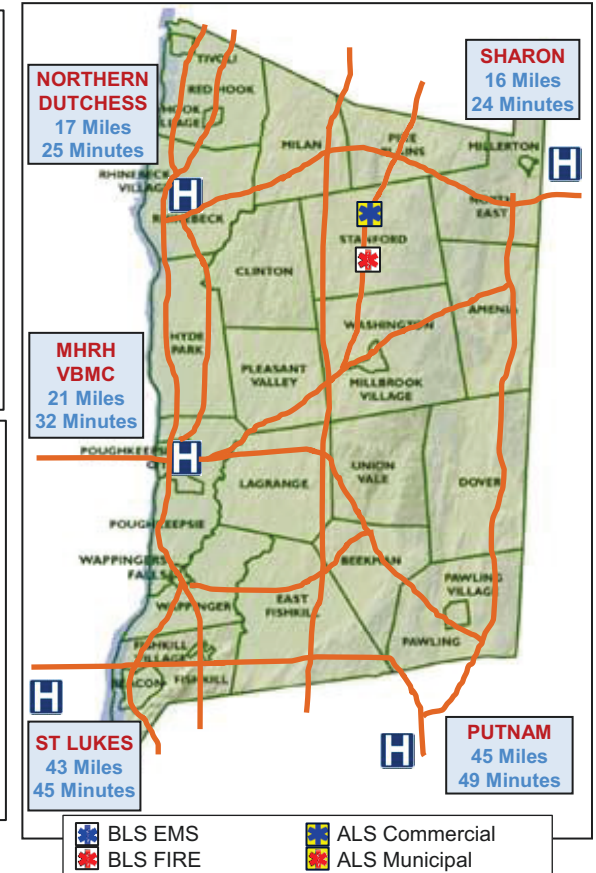 NORTHERN
DUTCHESS
17 Miles
25 Minutes
SHARON
16 Miles
24 Minutes
TIVOLI
RED HOOK
MILAN
MILLERTON
RHINEBECK
H
H
NORTH
EAST
STANFORD
CLINTON
AMENIA
WASHINGTON
HYDE
PARK
MHRH
VBMC
21 Miles
32 Minutes
PLEASANT
VALLEY
MILLBROOK
VILLAGE
H
UNION
VALE
LAGRANGE
DOVER
POUGHKEEPSIE
WAPPINGERS
FALLS
BEEKMAN
PAWLING
VILLAGE
WAPPINGER
EAST
FISHKILL
PAWLING
FISHKILL
VILLAGE
BEACON
FISHKILL
H
H
ST LUKES
43 Miles
45 Minutes
PUTNAM
45 Miles
49 Minutes
BLS EMS
ALS Commercial
BLS FIRE
ALS Municipal